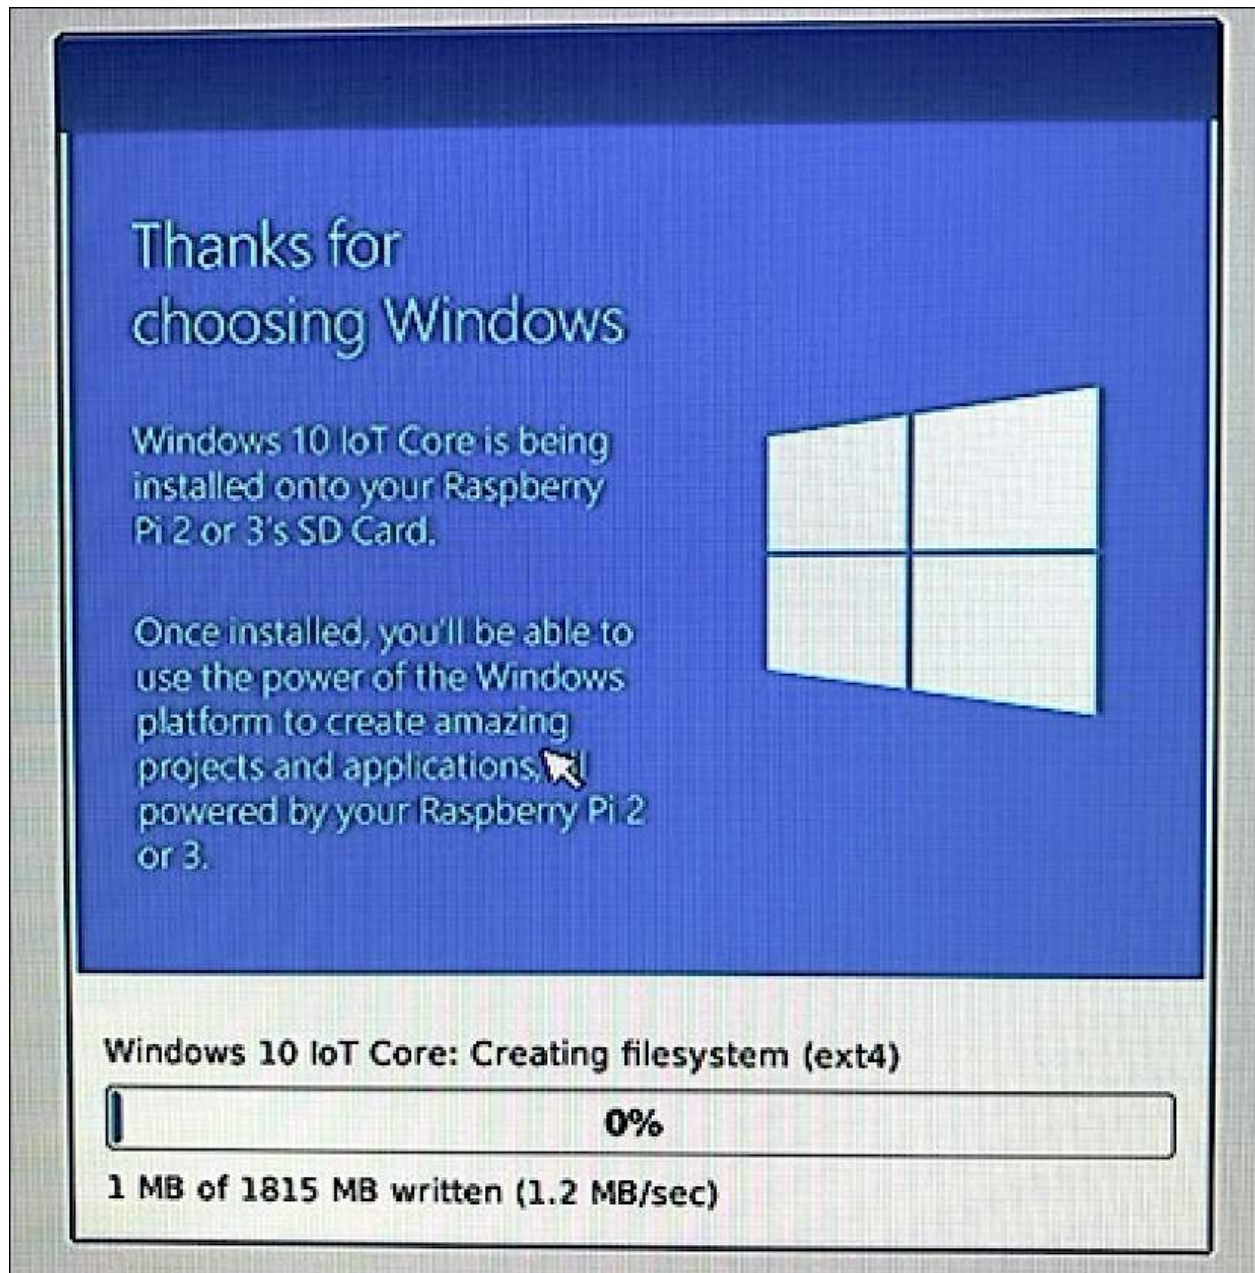 Thanks for
choosing Windows
Windows 10 IoT Core is being
installed onto your Raspberry
Pi 2 or 3's SD Card.
Once installed, you'll be able to
use the power of the Windows
platform to create amazing
projects and applications,
powered by your Raspberry Pi 2
or 3.
Windows 10 IoT Core: Creating filesystem (ext4)
0%
1 MB of 1815 MB written (1.2 MB/sec)